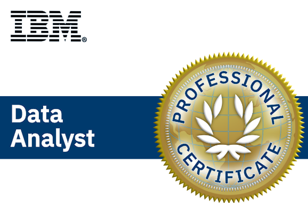 IBM®
Data
Analyst
PROFESSIONAL
CERTIFICATE